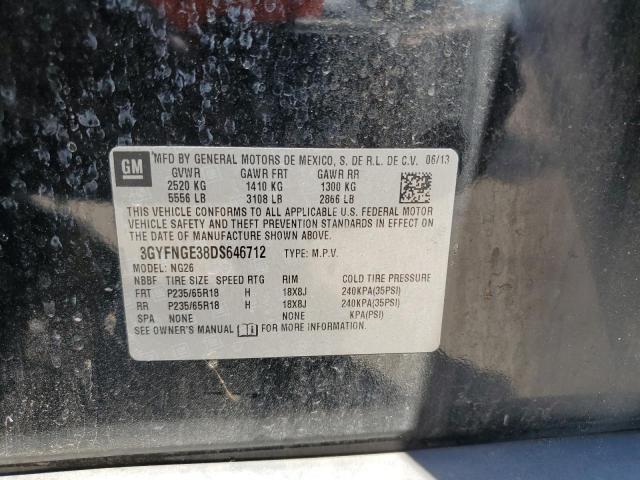 GM
MFD BY GENERAL MOTORS DE MEXICO, S. DE R.L. DE C.V. 06/13
GVWR GAWR FRT GAWR RR
2520 KG 1410 KG 1300 KG
5556 LB 3108 LB 2866 LB
THIS VEHICLE CONFORMS TO ALL APPLICABLE U.S. FEDERAL MOTOR
VEHICLE SAFETY AND THEFT PREVENTION STANDARDS IN EFFECT
ON THE DATE OF MANUFACTURE SHOWN ABOVE.
3GYFNGE38DS646712 TYPE: M.P.V.
MODEL: NG26
NBBF TIRE SIZE SPEED RTG RIM COLD TIRE PRESSURE
FRT P235/65R18 H 18X8J 240KPA(35PSI)
RR P235/65R18 H 18X8J 240KPA(35PSI)
SPA NONE NONE KPA(PSI)
SEE OWNER'S MANUAL FOR MORE INFORMATION.